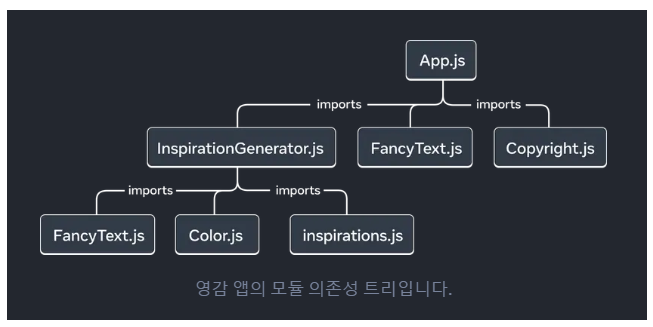 App.js
imports imports
InspirationGenerator.js FancyText.js Copyright.js
imports imports
FancyText.js Color.js inspirations.js
영감 앱의 모듈 의존성 트리입니다.